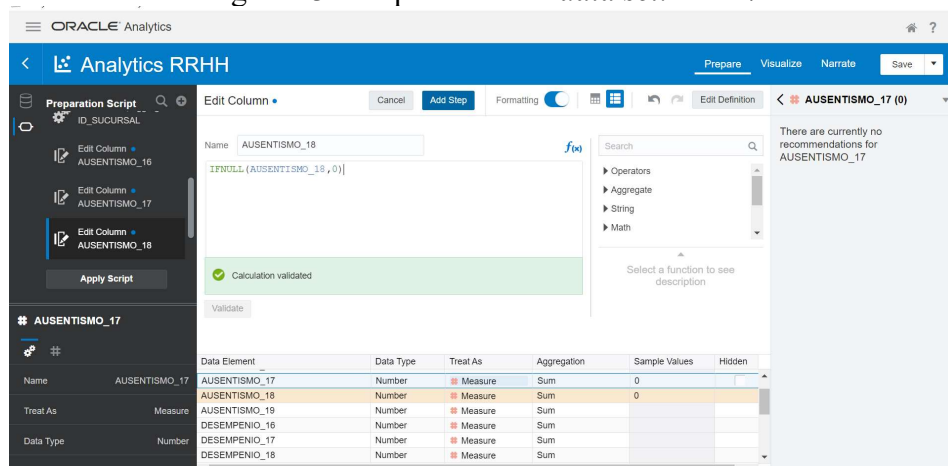 ORACLE Analytics
?
Analytics RRHH
Prepare Visualize Narrate Save
Preparation Script
ID_SUCURSAL
Edit Column
AUSENTISMO_16
Edit Column
AUSENTISMO_17
Edit Column
AUSENTISMO_18
Apply Script
# AUSENTISMO_17
#
Name AUSENTISMO_17
Treat As Measure
Data Type Number
Edit Column Cancel Add Step Formatting Edit Definition
Name AUSENTISMO_18 f(x)
IFNULL(AUSENTISMO_18,0)
Calculation validated
Validate
Search
Operators
Aggregate
String
Math
Select a function to see
description
Data Element Data Type Treat As Aggregation Sample Values Hidden
AUSENTISMO_17 Number # Measure Sum 0
AUSENTISMO_18 Number # Measure Sum 0
AUSENTISMO_19 Number # Measure Sum
DESEMPENIO_16 Number # Measure Sum
DESEMPENIO_17 Number # Measure Sum
DESEMPENIO_18 Number # Measure Sum
# AUSENTISMO_17 (0)
There are currently no
recommendations for
AUSENTISMO_17